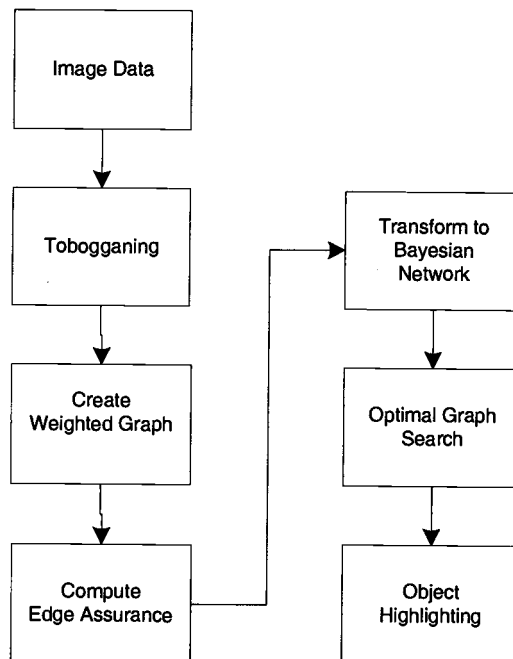 Image Data
Tobogganing
Create
Weighted Graph
Compute
Edge Assurance
Transform to
Bayesian
Network
Optimal Graph
Search
Object
Highlighting